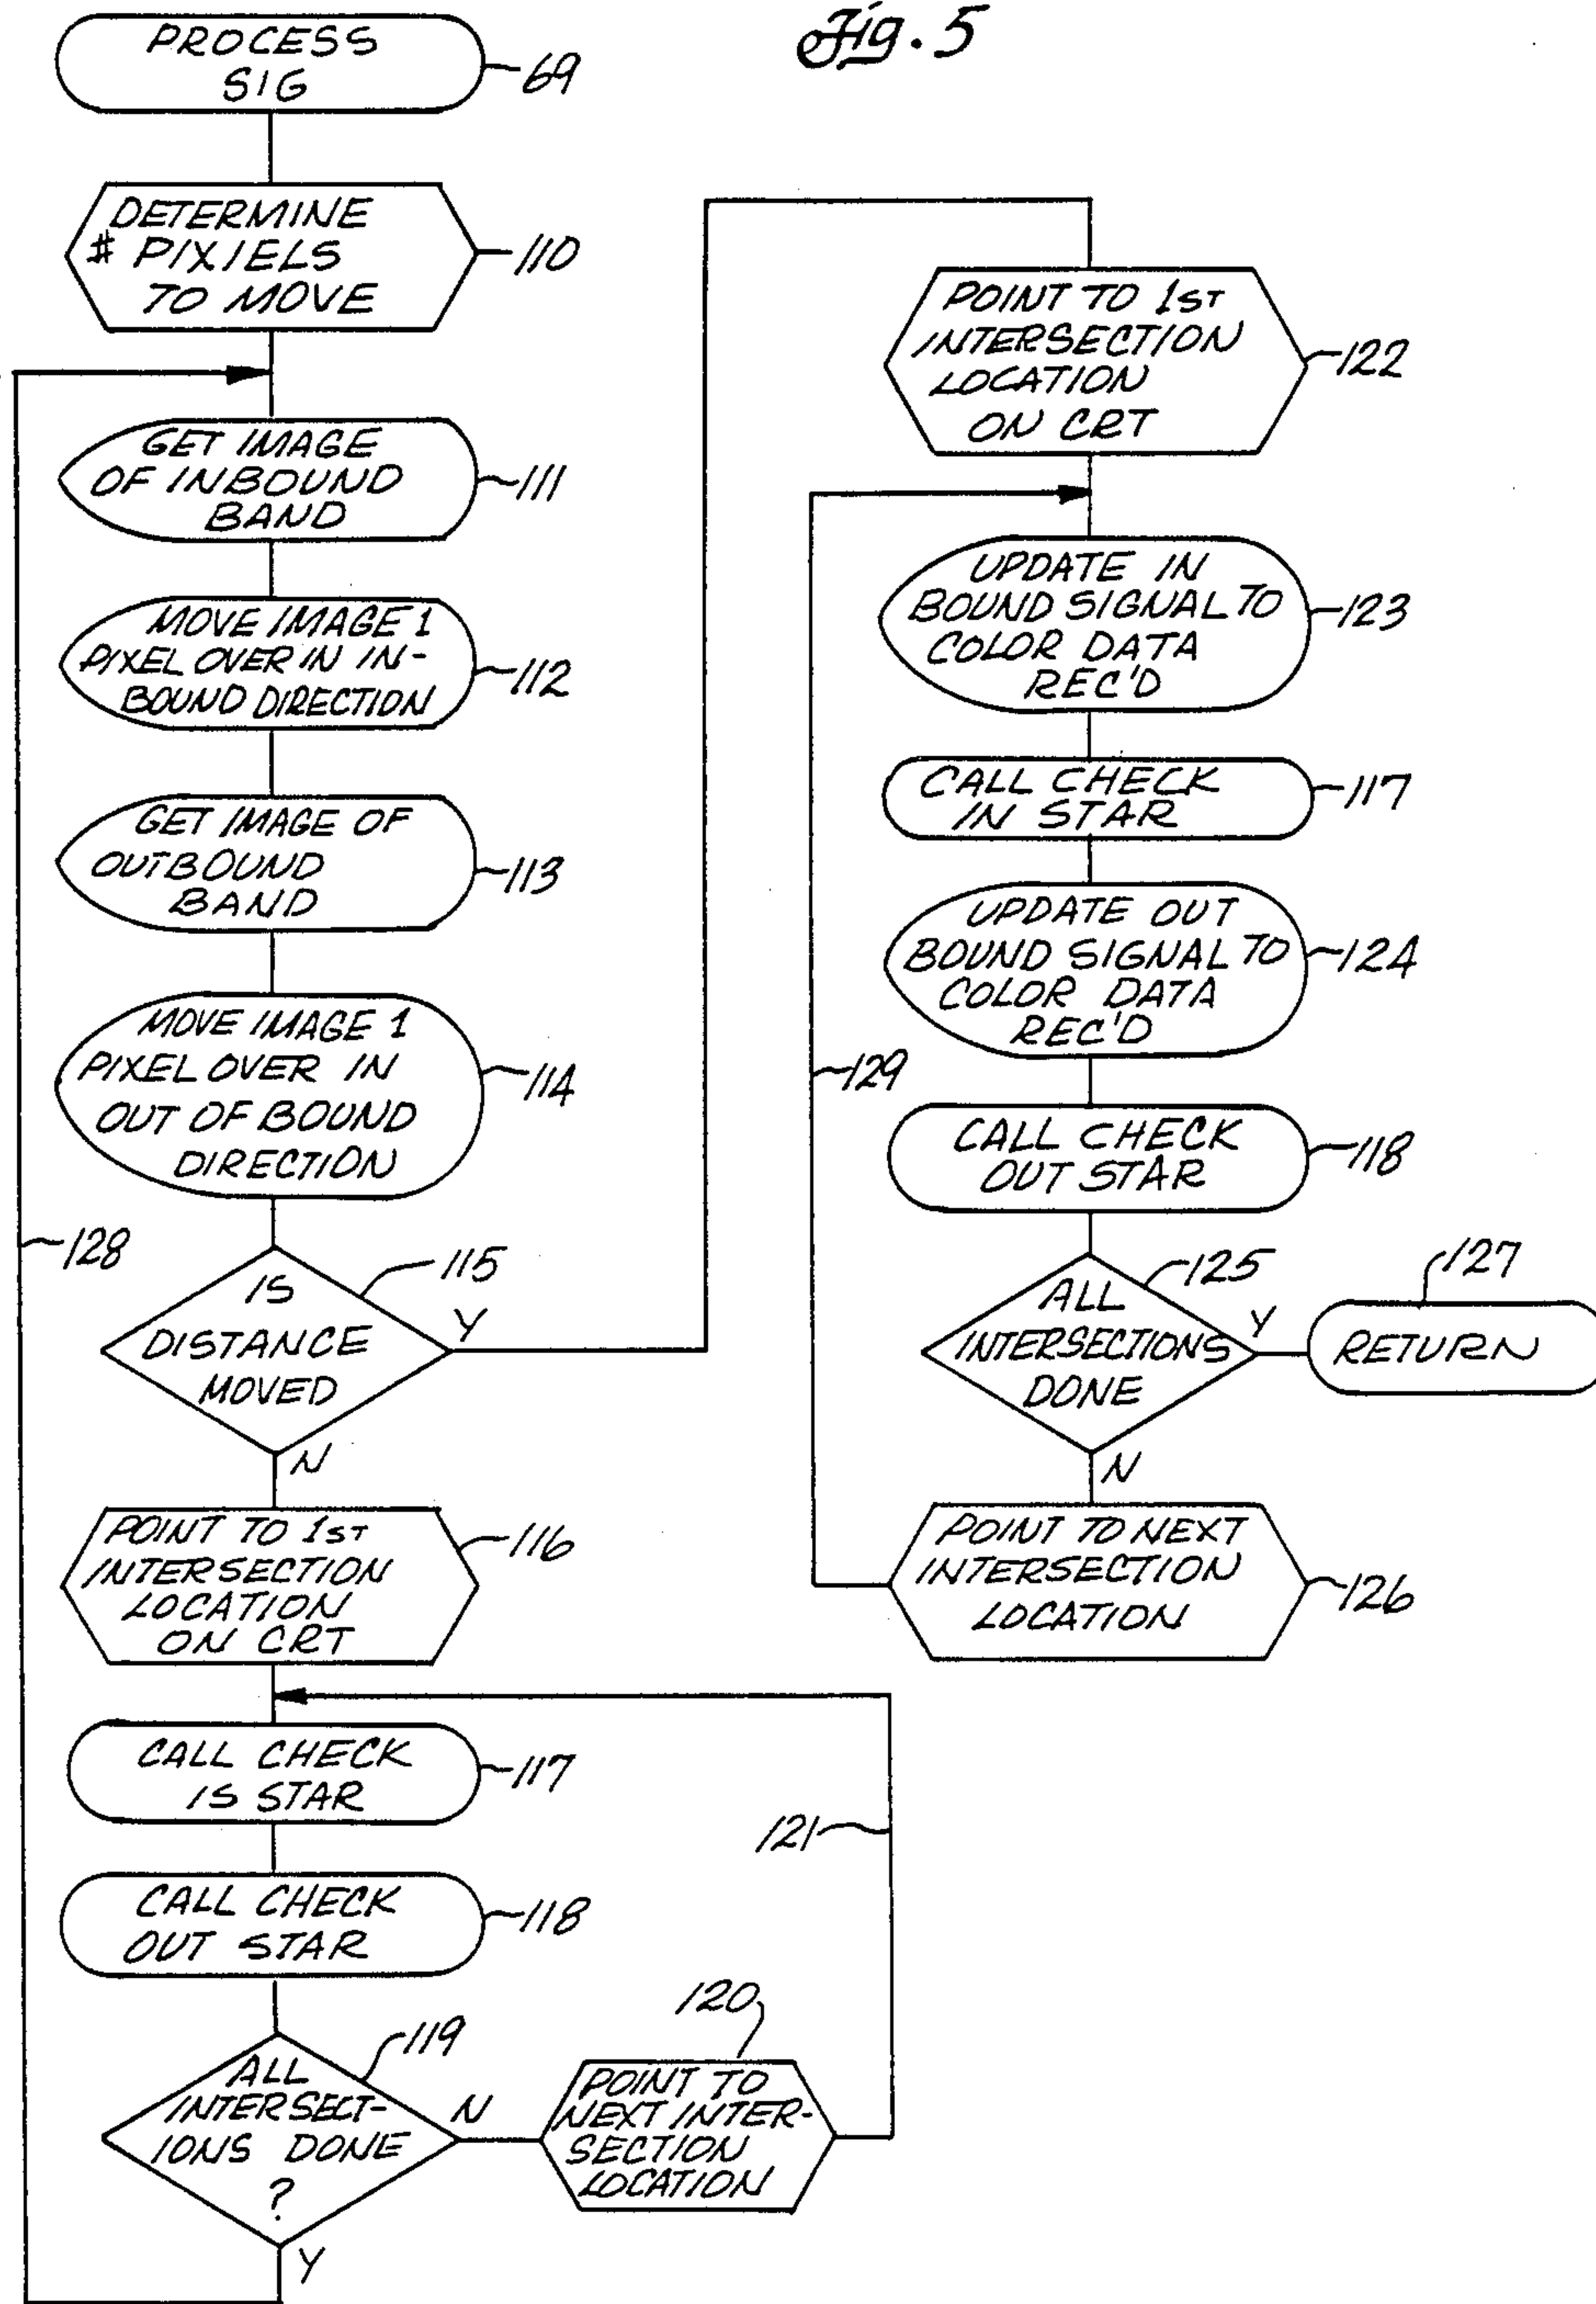 Fig. 5
PROCESS
SIG
69
DETERMINE
# PIXIELS
TO MOVE
110
GET IMAGE
OF INBOUND
BAND
111
MOVE IMAGE 1
PIXEL OVER IN IN-
BOUND DIRECTION
112
GET IMAGE OF
OUTBOUND
BAND
113
MOVE IMAGE 1
PIXEL OVER IN
OUT OF BOUND
DIRECTION
114
128
IS
DISTANCE
MOVED
115
Y
N
POINT TO 1ST
INTERSECTION
LOCATION
ON CRT
116
CALL CHECK
IS STAR
117
CALL CHECK
OUT STAR
118
ALL
INTERSECT-
IONS DONE
?
119
N
Y
POINT TO
NEXT INTER-
SECTION
LOCATION
120
121
POINT TO 1ST
INTERSECTION
LOCATION
ON CRT
122
UPDATE IN
BOUND SIGNAL TO
COLOR DATA
REC'D
123
CALL CHECK
IN STAR
117
UPDATE OUT
BOUND SIGNAL TO
COLOR DATA
REC'D
124
129
CALL CHECK
OUT STAR
118
ALL
INTERSECTIONS
DONE
125
Y
N
RETURN
127
POINT TO NEXT
INTERSECTION
LOCATION
126